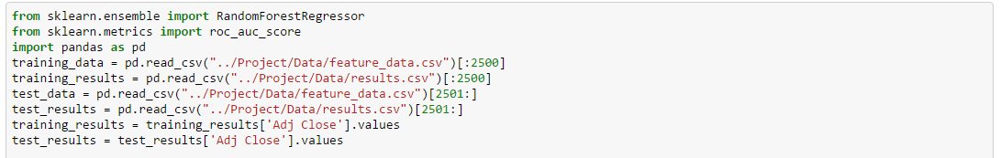 from sklearn.ensemble import RandomForestRegressor
from sklearn.metrics import roc_auc_score
import pandas as pd
training_data = pd.read_csv("../Project/Data/feature_data.csv")[:2500]
training_results = pd.read_csv("../Project/Data/results.csv")[:2500]
test_data = pd.read_csv("../Project/Data/feature_data.csv")[2501:]
test_results = pd.read_csv("../Project/Data/results.csv")[2501:]
training_results = training_results['Adj Close'].values
test_results = test_results['Adj Close'].values